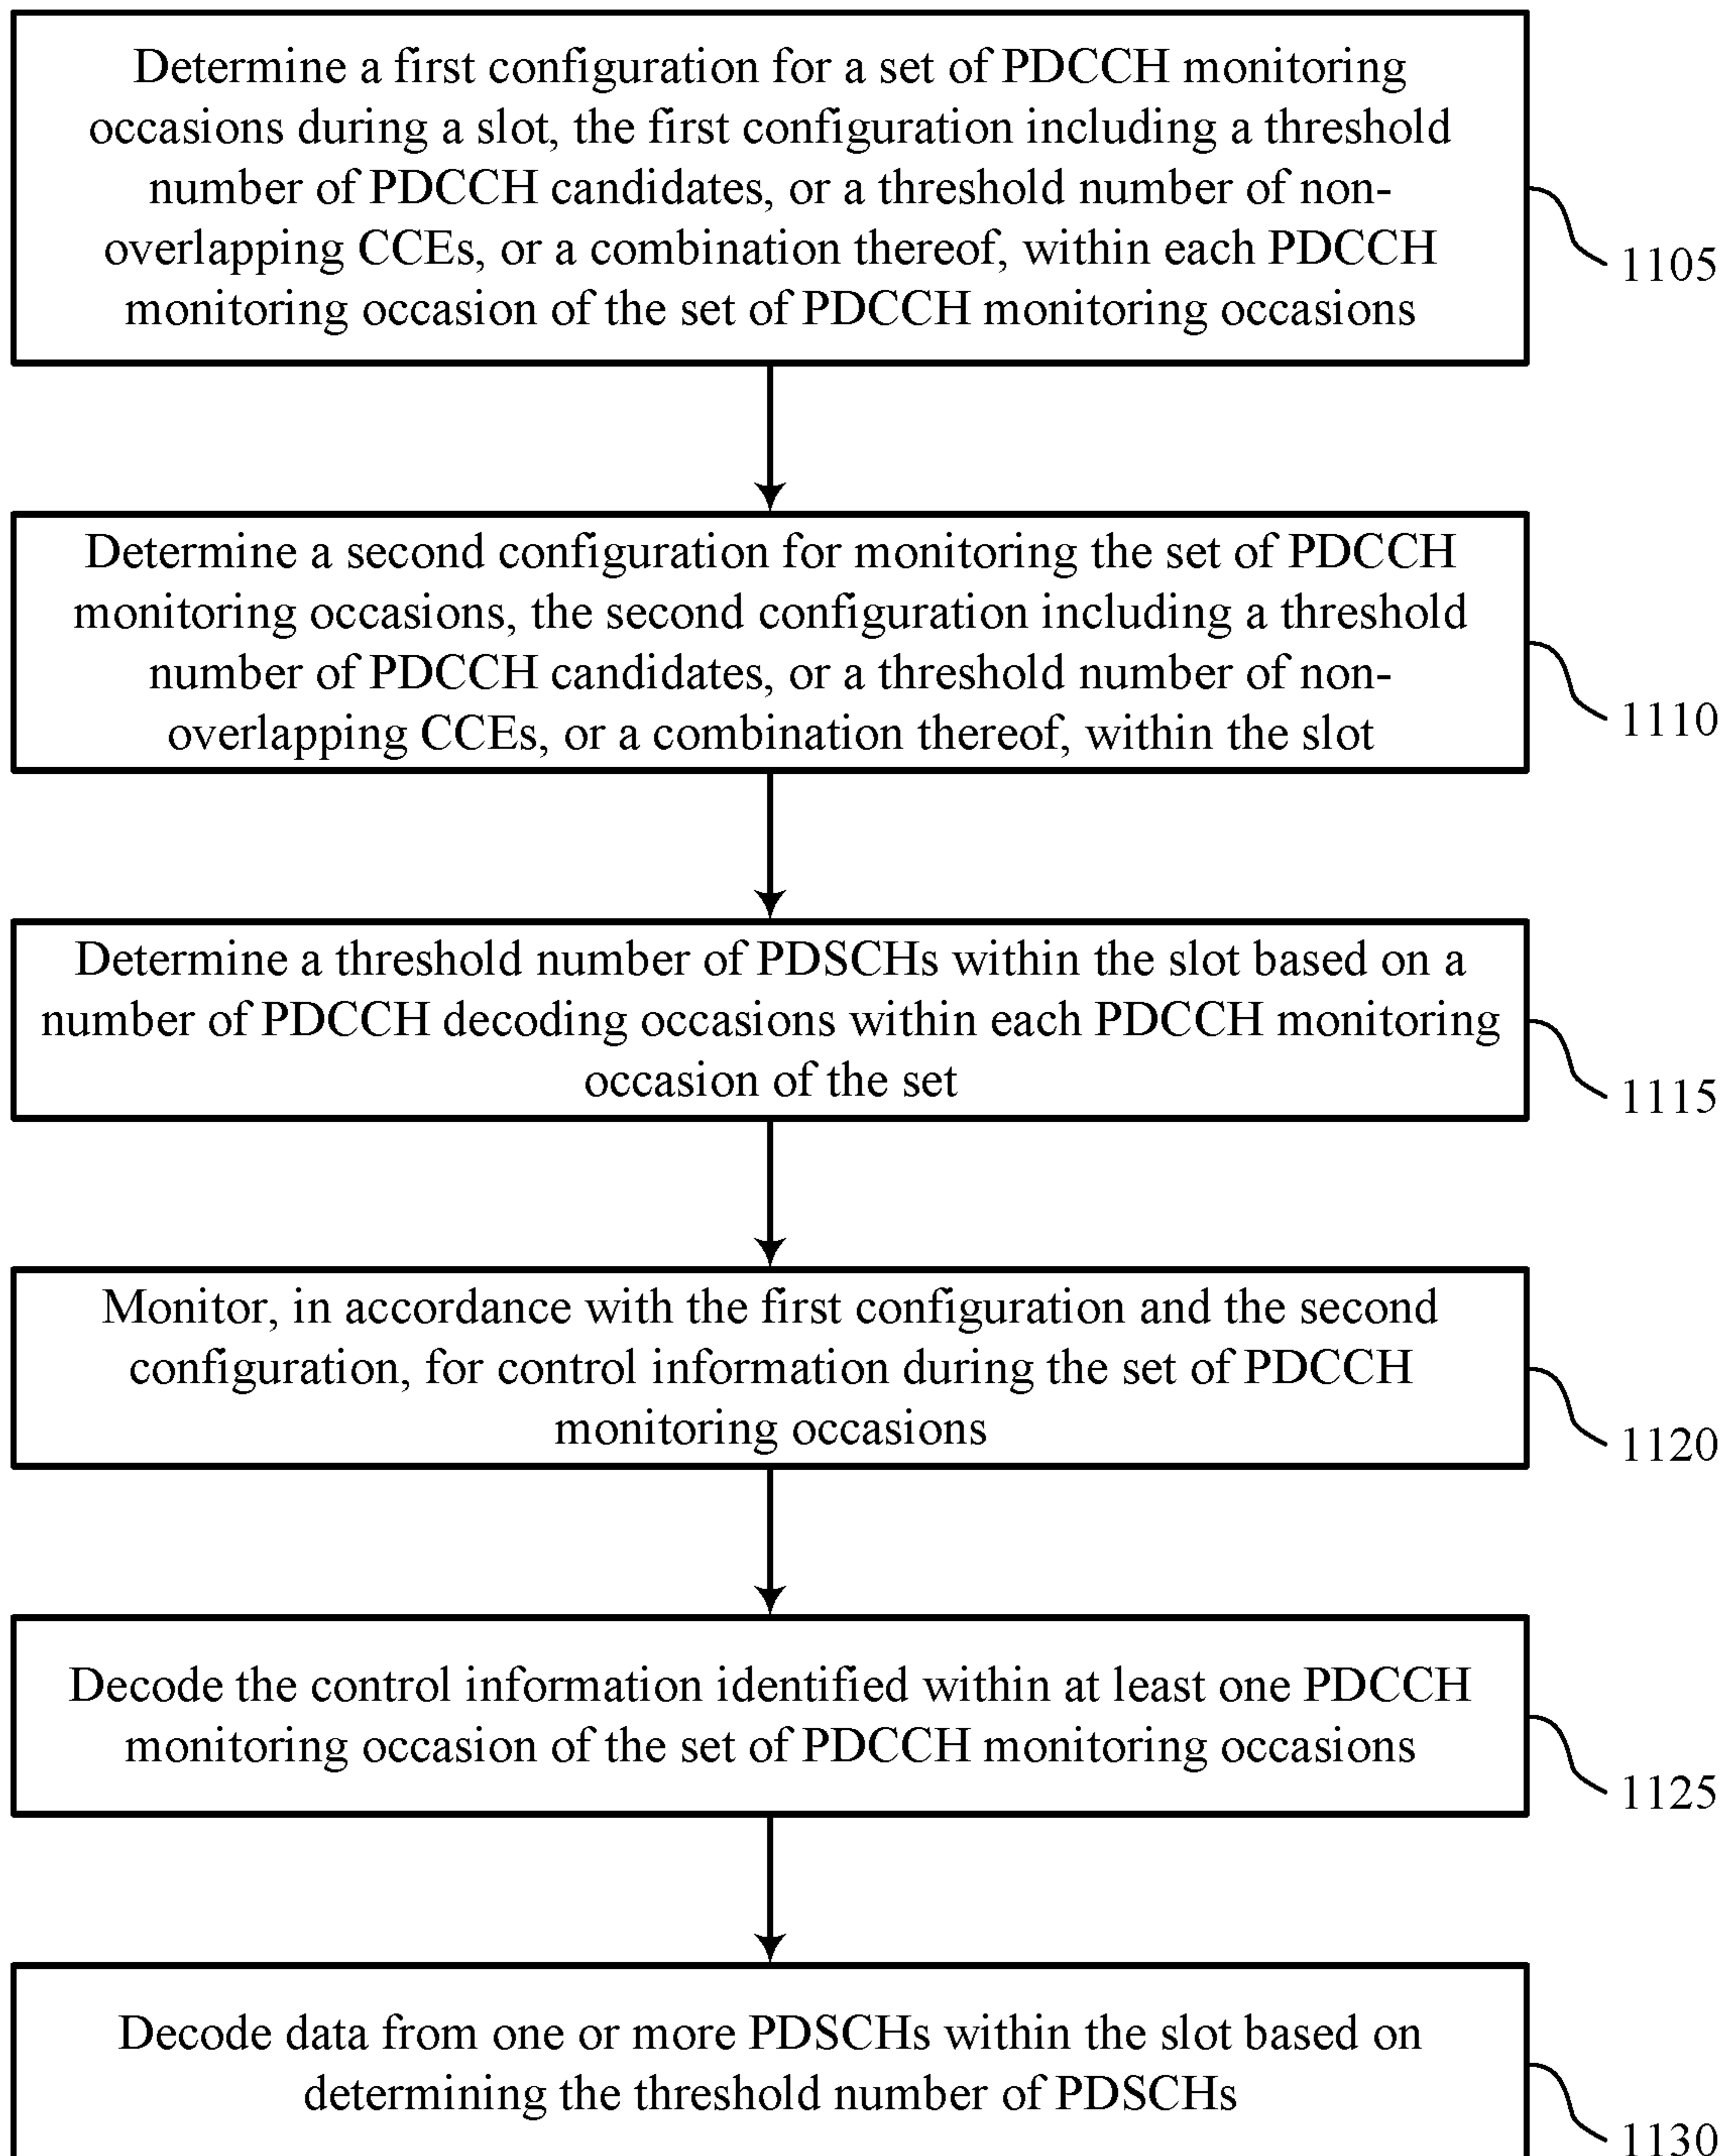 Determine a first configuration for a set of PDCCH monitoring
occasions during a slot, the first configuration including a threshold
number of PDCCH candidates, or a threshold number of non-
overlapping CCEs, or a combination thereof, within each PDCCH
monitoring occasion of the set of PDCCH monitoring occasions
1105
Determine a second configuration for monitoring the set of PDCCH
monitoring occasions, the second configuration including a threshold
number of PDCCH candidates, or a threshold number of non-
overlapping CCEs, or a combination thereof, within the slot
1110
Determine a threshold number of PDSCHs within the slot based on a
number of PDCCH decoding occasions within each PDCCH monitoring
occasion of the set
1115
Monitor, in accordance with the first configuration and the second
configuration, for control information during the set of PDCCH
monitoring occasions
1120
Decode the control information identified within at least one PDCCH
monitoring occasion of the set of PDCCH monitoring occasions
1125
Decode data from one or more PDSCHs within the slot based on
determining the threshold number of PDSCHs
1130